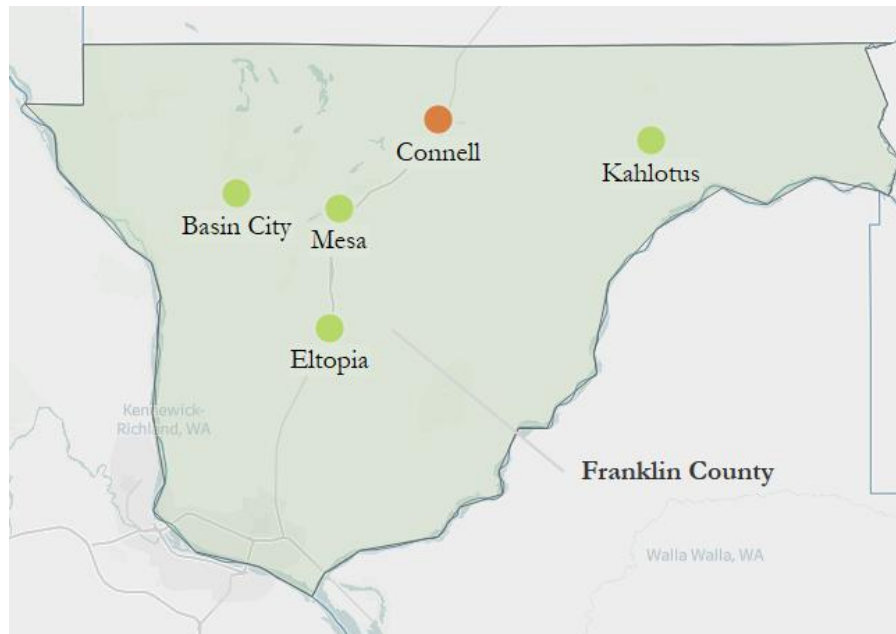 Connell
Kahlotus
Basin City
Mesa
Eltopia
Kennewick-
Richland, WA
Franklin County
Walla Walla, WA